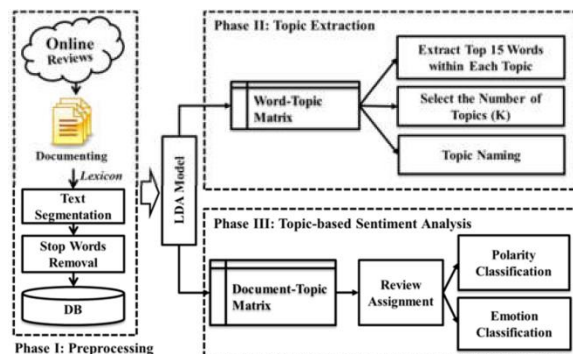 Online
Reviews
Documenting
Lexicon
Text
Segmentation
Stop Words
Removal
DB
Phase I: Preprocessing
LDA Model
Phase II: Topic Extraction
Word-Topic
Matrix
Extract Top 15 Words
within Each Topic
Select the Number of
Topics (K)
Topic Naming
Phase III: Topic-based Sentiment Analysis
Document-Topic
Matrix
Review
Assignment
Polarity
Classification
Emotion
Classification